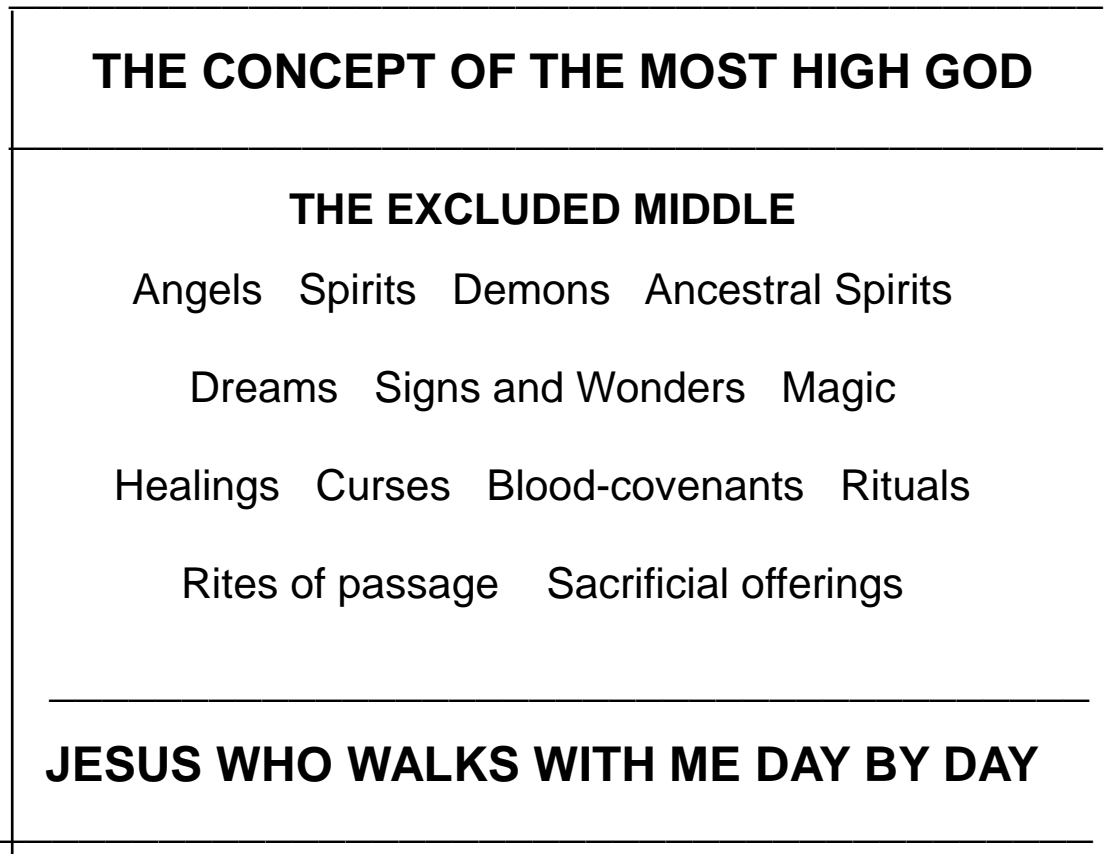 THE CONCEPT OF THE MOST HIGH GOD
THE EXCLUDED MIDDLE
Angels Spirits Demons Ancestral Spirits
Dreams Signs and Wonders Magic
Healings Curses Blood-covenants Rituals
Rites of passage Sacrificial offerings
JESUS WHO WALKS WITH ME DAY BY DAY